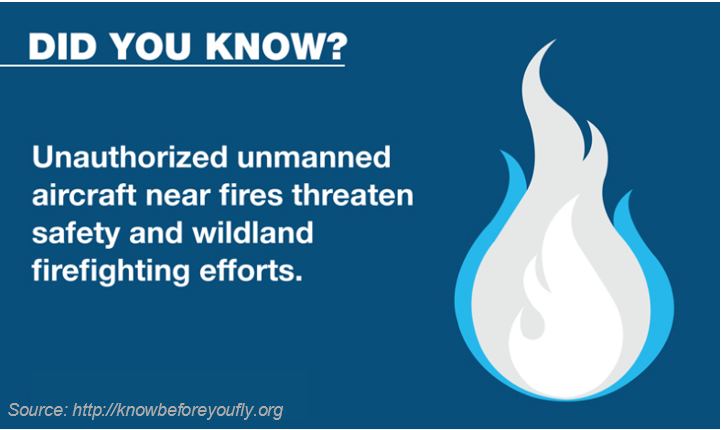 DID YOU KNOW?
Unauthorized unmanned
aircraft near fires threaten
safety and wildland
firefighting efforts.
Source: http://knowbeforeyoufly.org